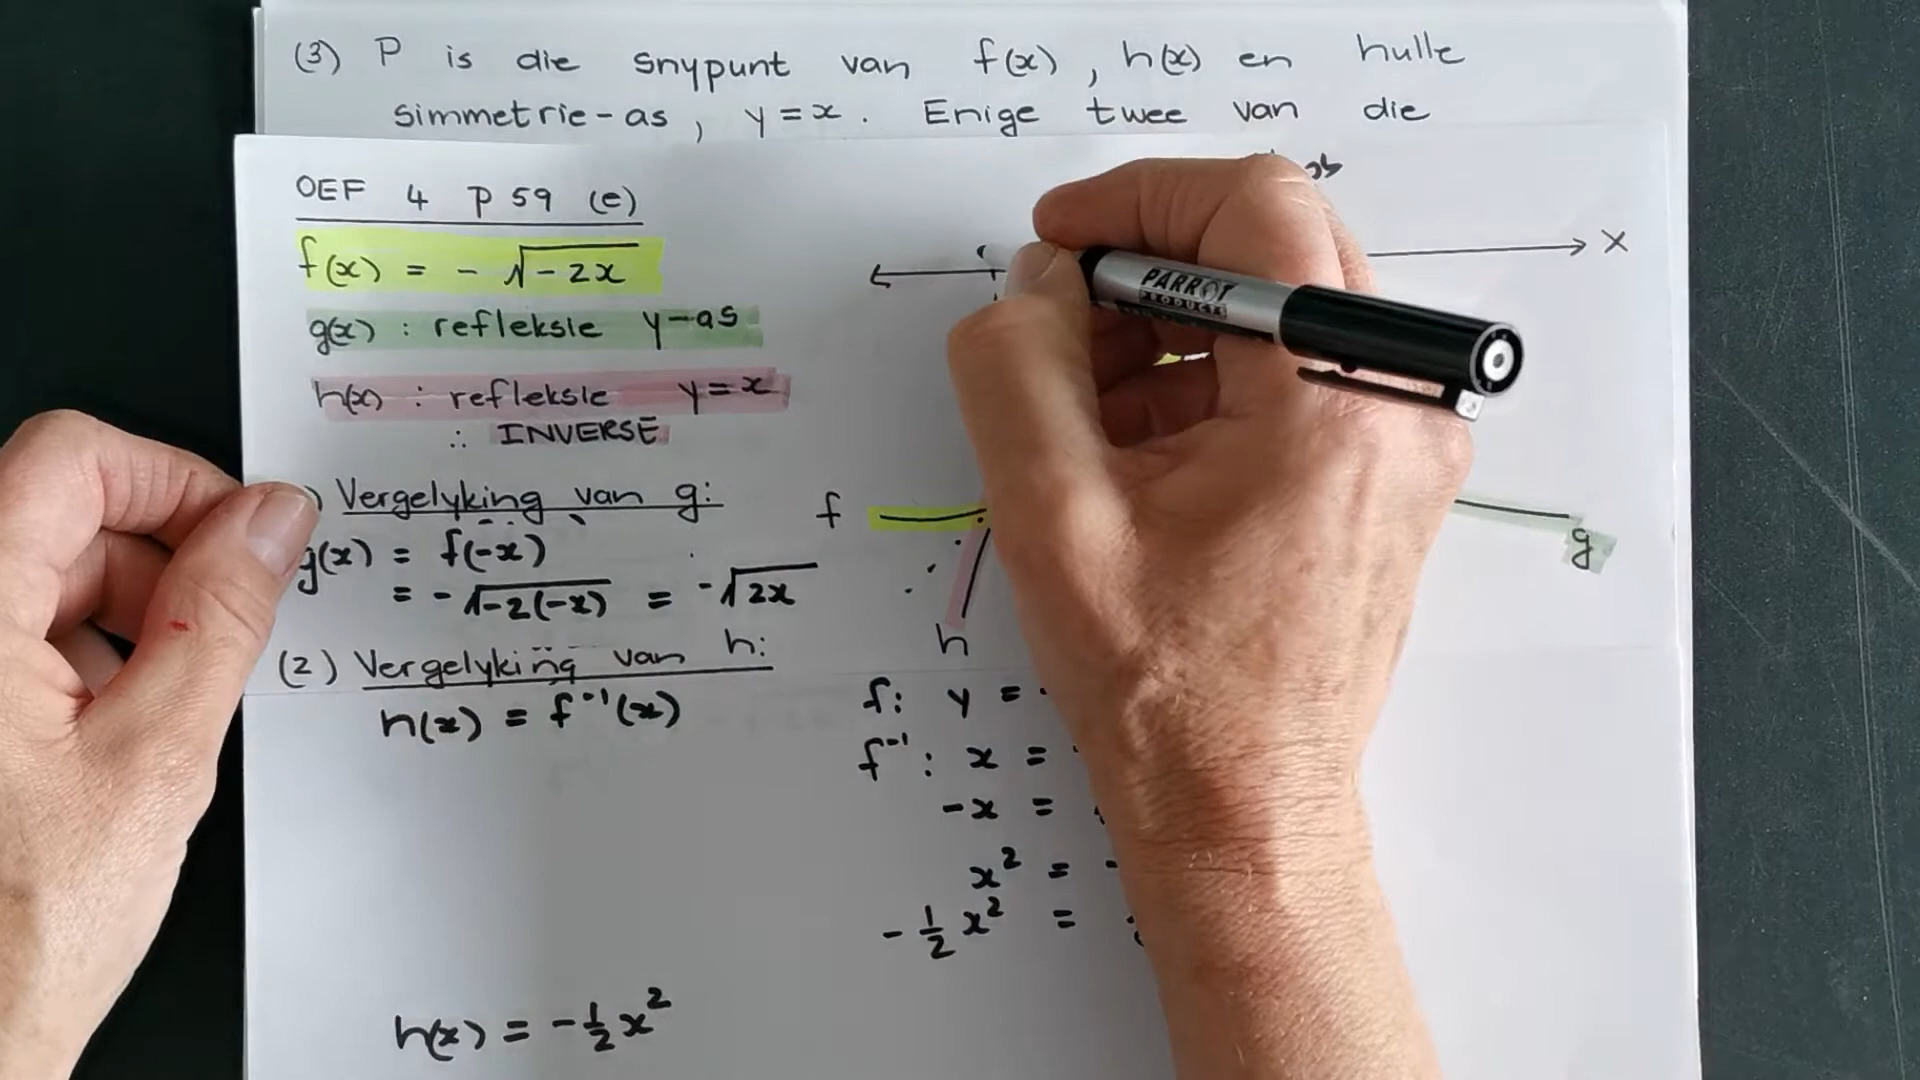 (3) P is die snypunt van f(x), h(x) en hulle
simmetrie-as, y = x. Enige twee van die
OEF 4 p 59 (e)
f(x) = - √-2x
g(x) : refleksie y-as
h(x) : refleksie y = x
∴ INVERSE
) Vergelyking van g:
g(x) = f(-x)
= -√-2(-x) = -√2x
(2) Vergelyking van h:
h(x) = f⁻¹(x)
h(x) = -½x²
x
f
g
h
f: y =
f⁻¹: x =
-x =
x² =
-½x² =
PARROT
PRODUCTS